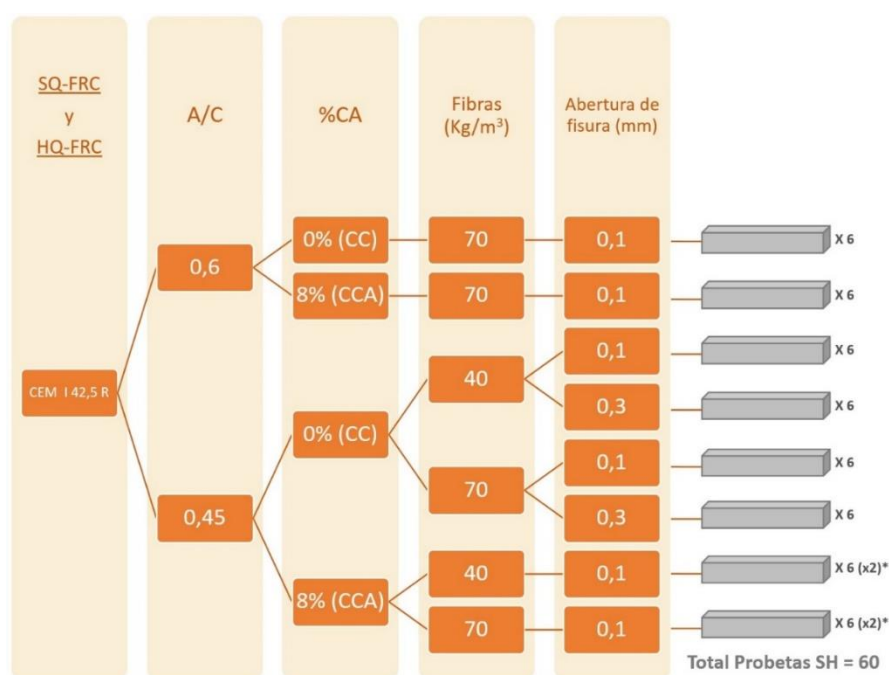 SQ-FRC
y
HQ-FRC
A/C
%CA
Fibras
(Kg/m³)
Abertura de
fisura (mm)
CEM I 42,5 R
0,6
0,45
0% (CC)
8% (CCA)
0% (CC)
8% (CCA)
70
70
40
70
40
70
0,1
0,1
0,1
0,3
0,1
0,3
0,1
0,1
X 6
X 6
X 6
X 6
X 6
X 6
X 6 (x2)*
X 6 (x2)*
Total Probetas SH = 60